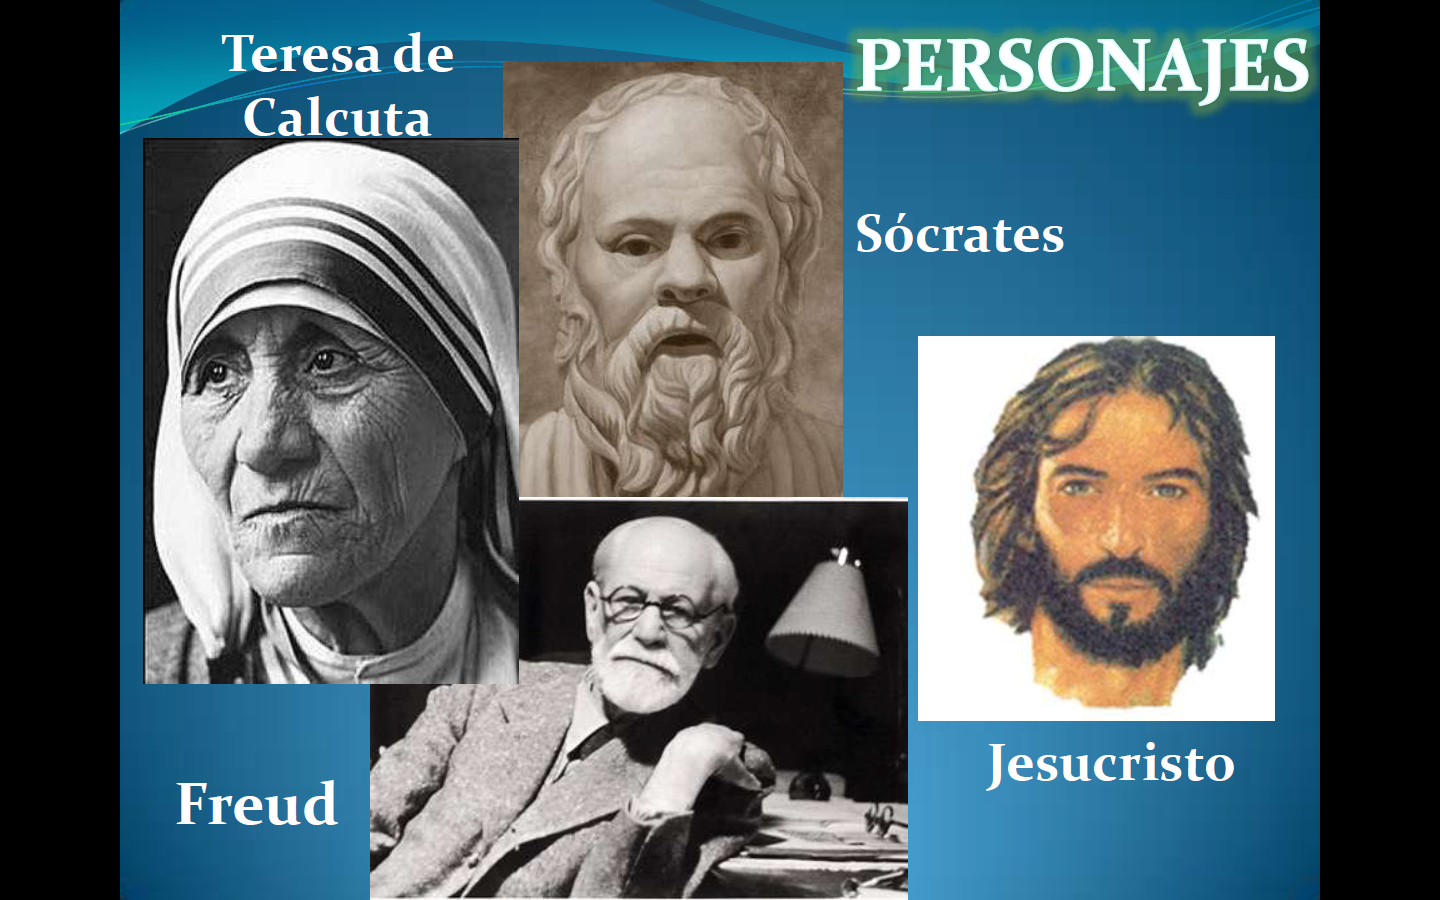 PERSONAJES
Teresa de
Calcuta
Sócrates
Jesucristo
Freud